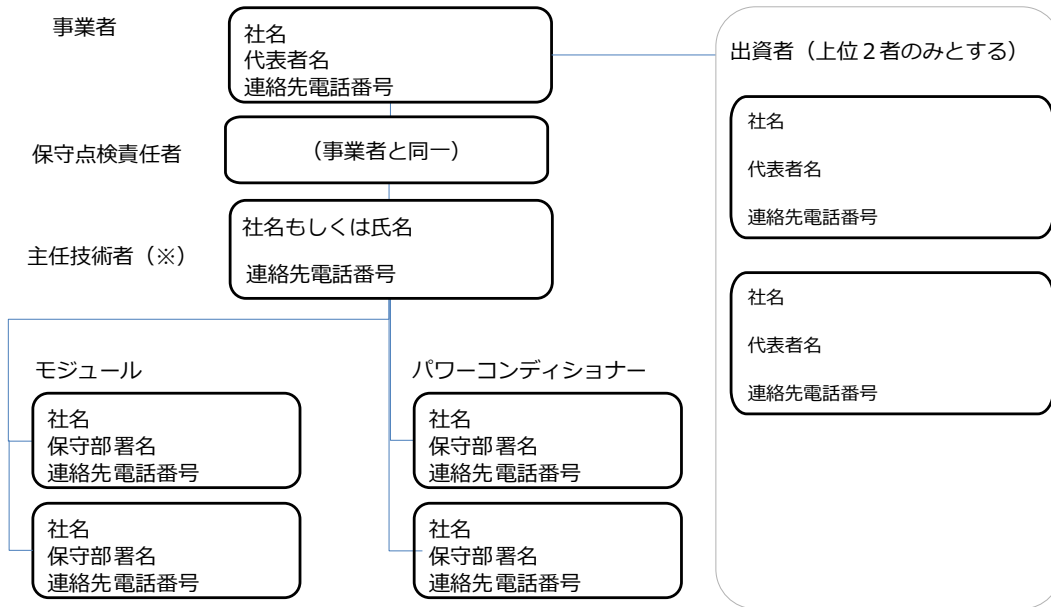 事業者
社名
代表者名
連絡先電話番号
出資者（上位２者のみとする）
社名
代表者名
連絡先電話番号
社名
代表者名
連絡先電話番号
保守点検責任者
（事業者と同一）
主任技術者（※）
社名もしくは氏名
連絡先電話番号
モジュール
社名
保守部署名
連絡先電話番号
社名
保守部署名
連絡先電話番号
パワーコンディショナー
社名
保守部署名
連絡先電話番号
社名
保守部署名
連絡先電話番号